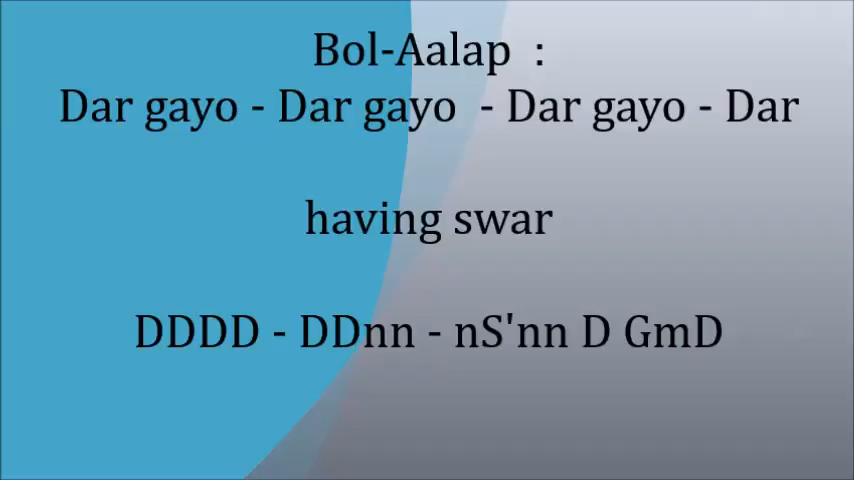 Bol-Aalap :
Dar gayo - Dar gayo - Dar gayo - Dar
having swar
DDDD - DDnn - nS'nn D GmD